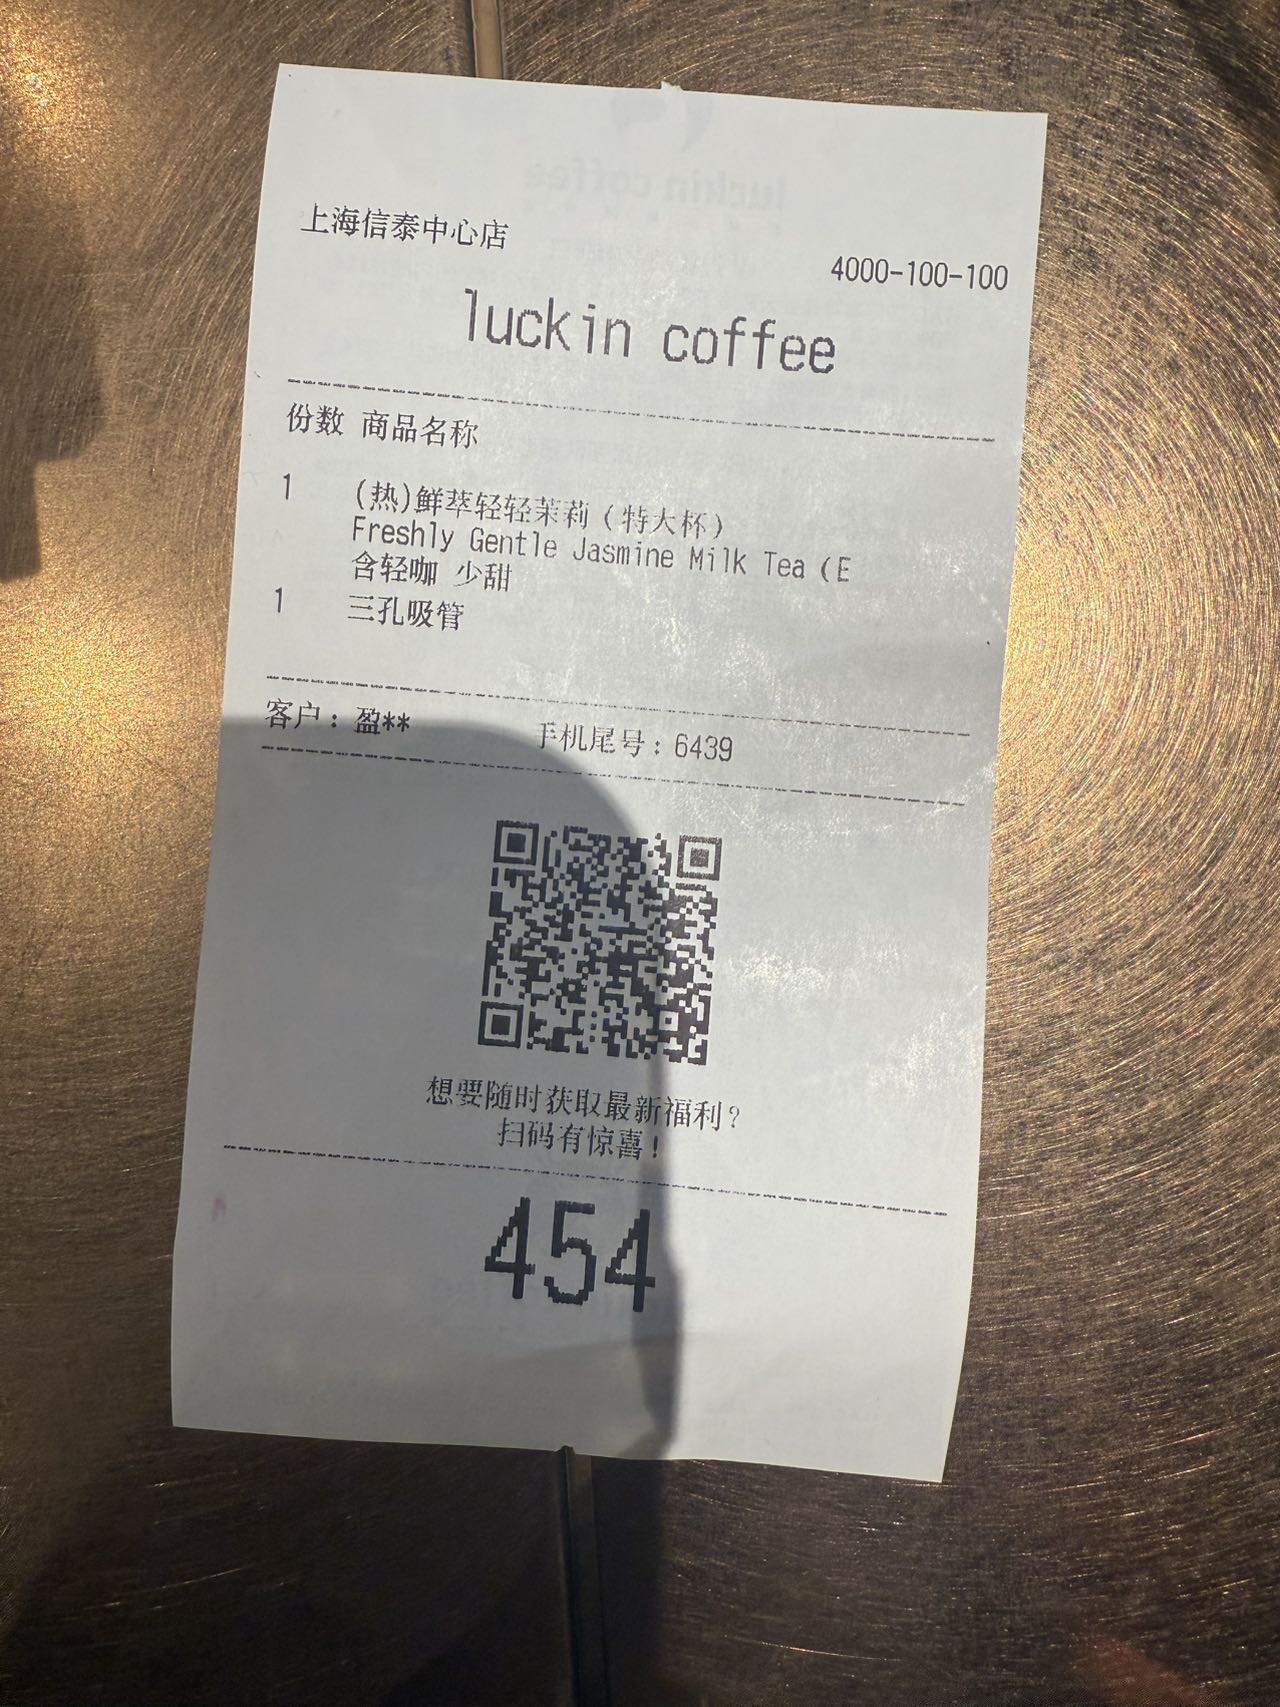 上海信泰中心店
4000-100-100
luckin coffee
份数 商品名称
1 (热)鲜萃轻轻茉莉（特大杯）
Freshly Gentle Jasmine Milk Tea（E
含轻咖 少甜
1 三孔吸管
客户：盈** 手机尾号：6439
想要随时获取最新福利？
扫码有惊喜！
454